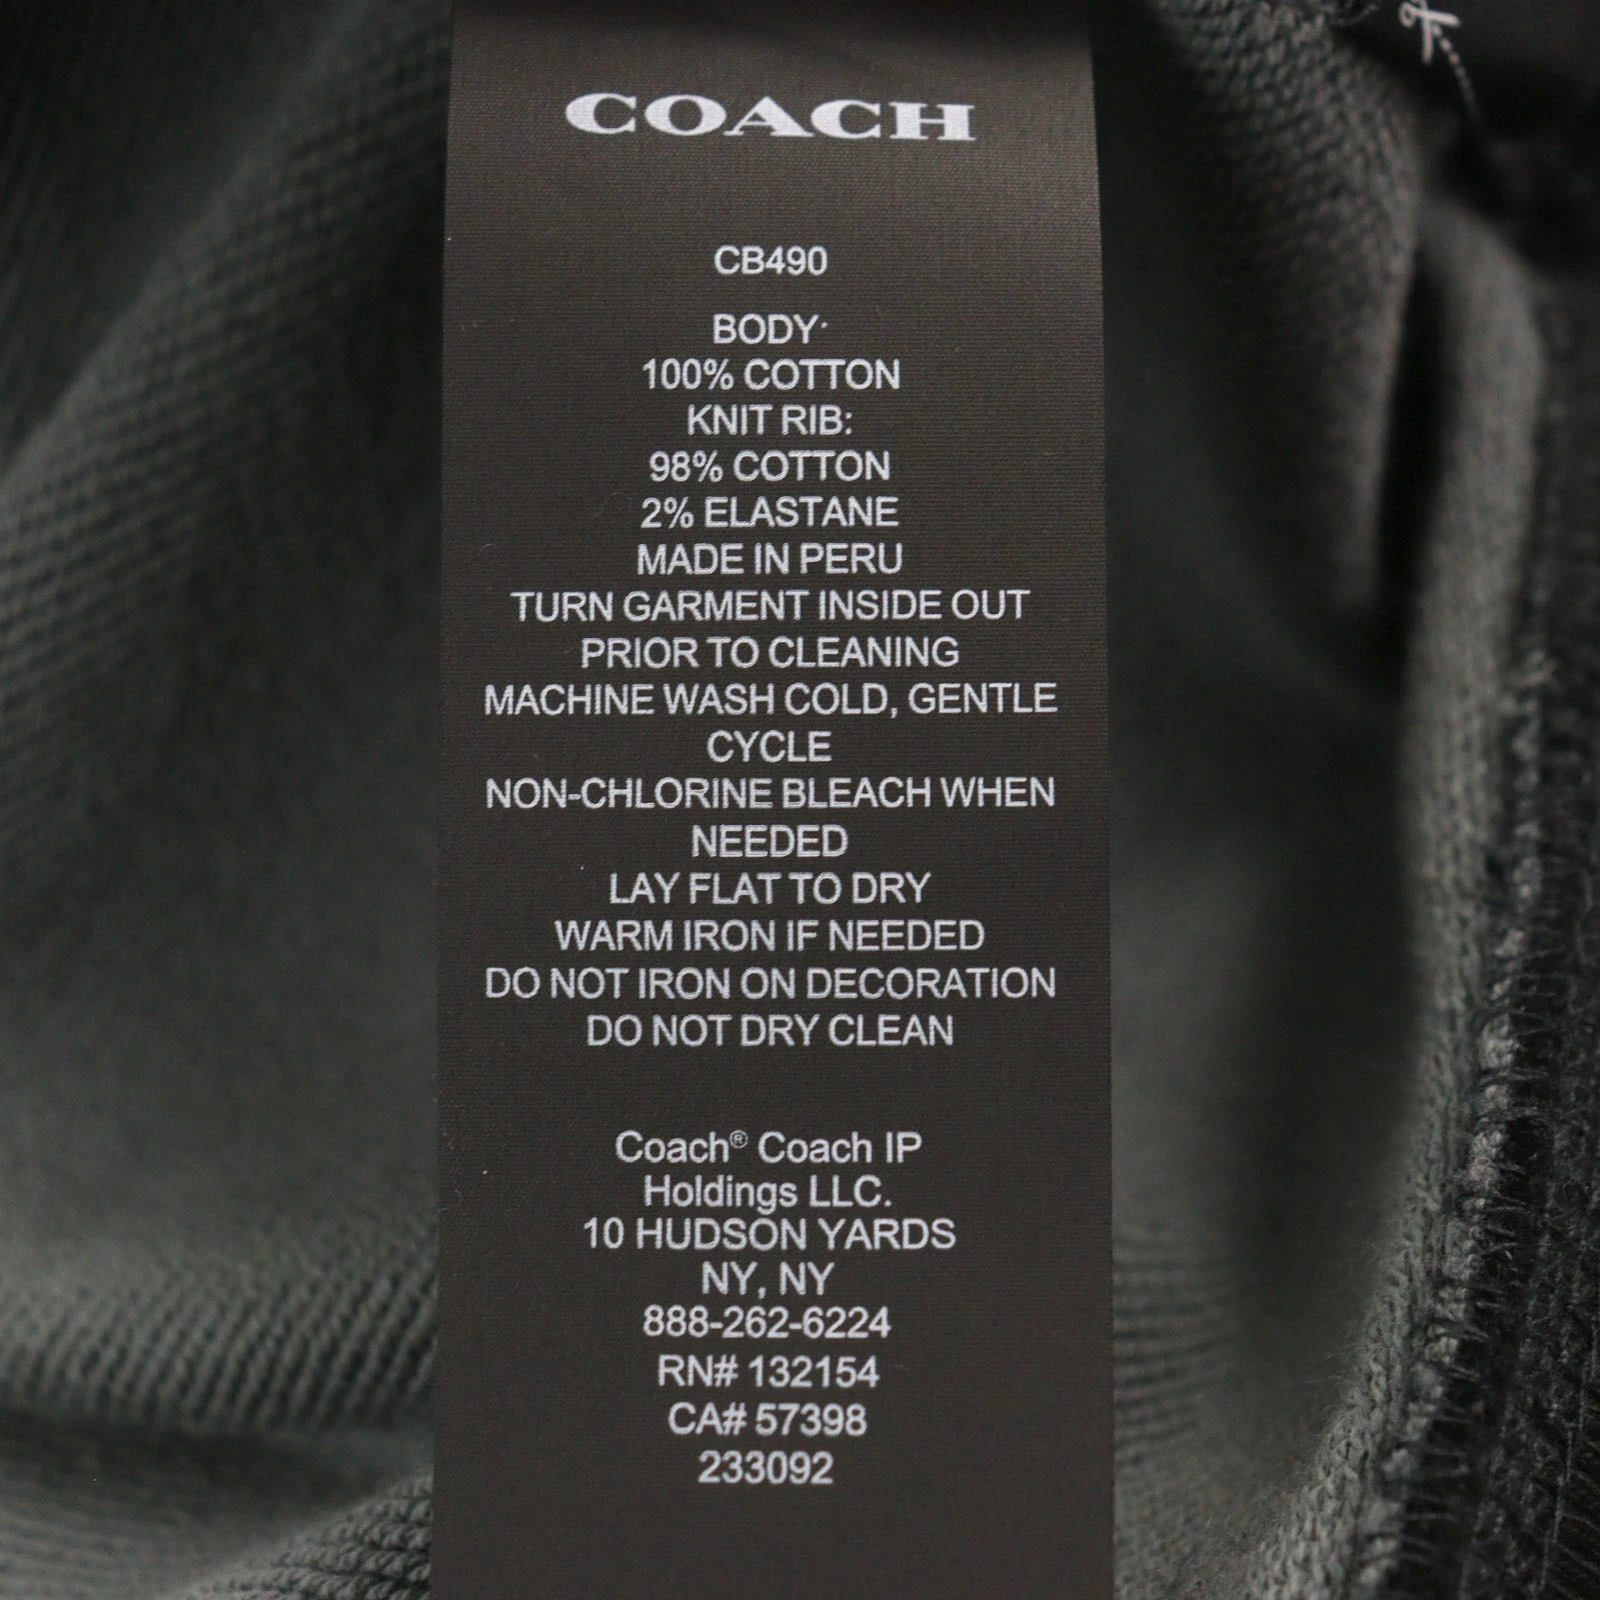 COACH
CB490
BODY:
100% COTTON
KNIT RIB:
98% COTTON
2% ELASTANE
MADE IN PERU
TURN GARMENT INSIDE OUT
PRIOR TO CLEANING
MACHINE WASH COLD, GENTLE
CYCLE
NON-CHLORINE BLEACH WHEN
NEEDED
LAY FLAT TO DRY
WARM IRON IF NEEDED
DO NOT IRON ON DECORATION
DO NOT DRY CLEAN
Coach® Coach IP
Holdings LLC.
10 HUDSON YARDS
NY, NY
888-262-6224
RN# 132154
CA# 57398
233092